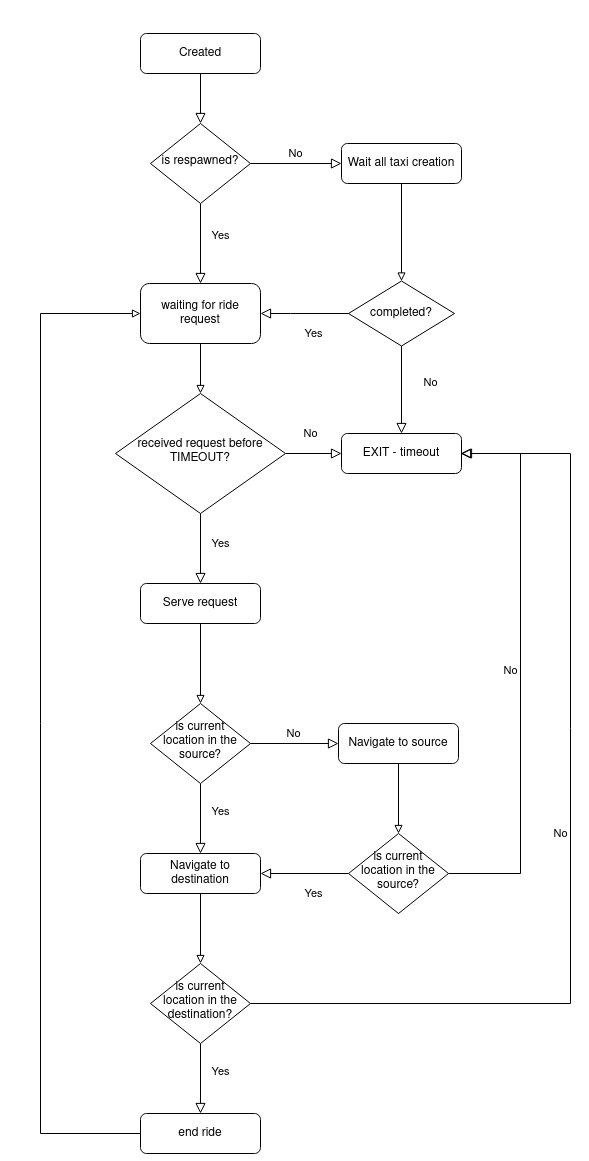 Created
is respawned?
No
Wait all taxi creation
Yes
waiting for ride
request
Yes
completed?
No
received request before
TIMEOUT?
No
EXIT - timeout
Yes
Serve request
No
is current
location in the
source?
No
Navigate to source
Yes
No
Navigate to
destination
Yes
is current
location in the
source?
is current
location in the
destination?
Yes
end ride